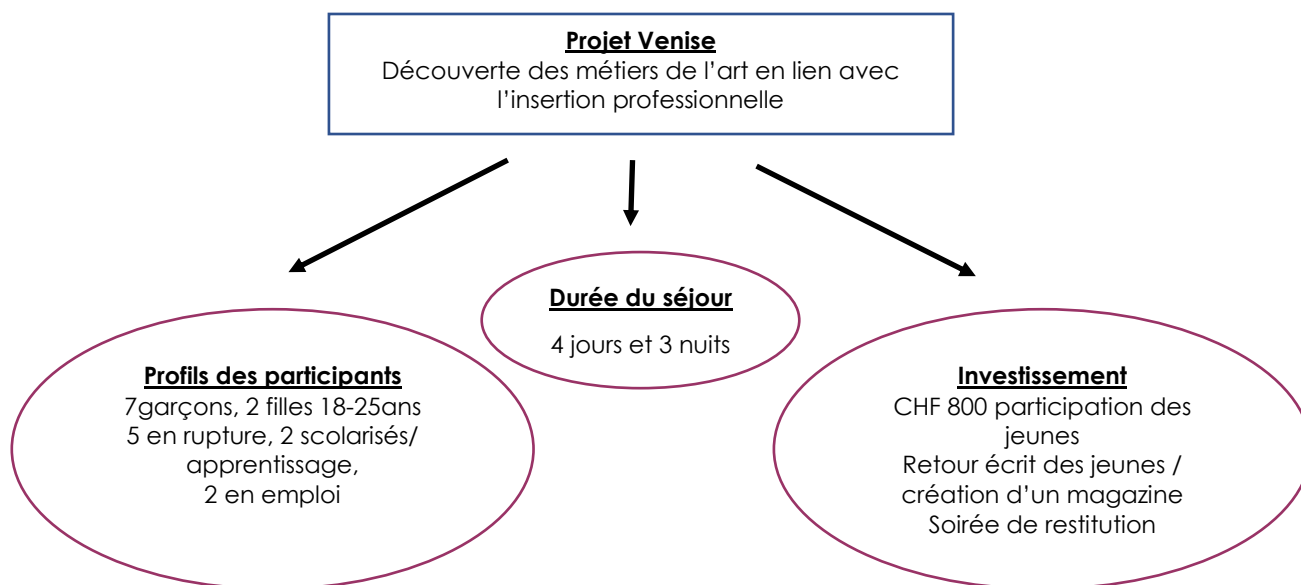 Projet Venise
Découverte des métiers de l'art en lien avec
l'insertion professionnelle
Durée du séjour
4 jours et 3 nuits
Profils des participants
7garçons, 2 filles 18-25ans
5 en rupture, 2 scolarisés/
apprentissage,
2 en emploi
Investissement
CHF 800 participation des
jeunes
Retour écrit des jeunes /
création d'un magazine
Soirée de restitution